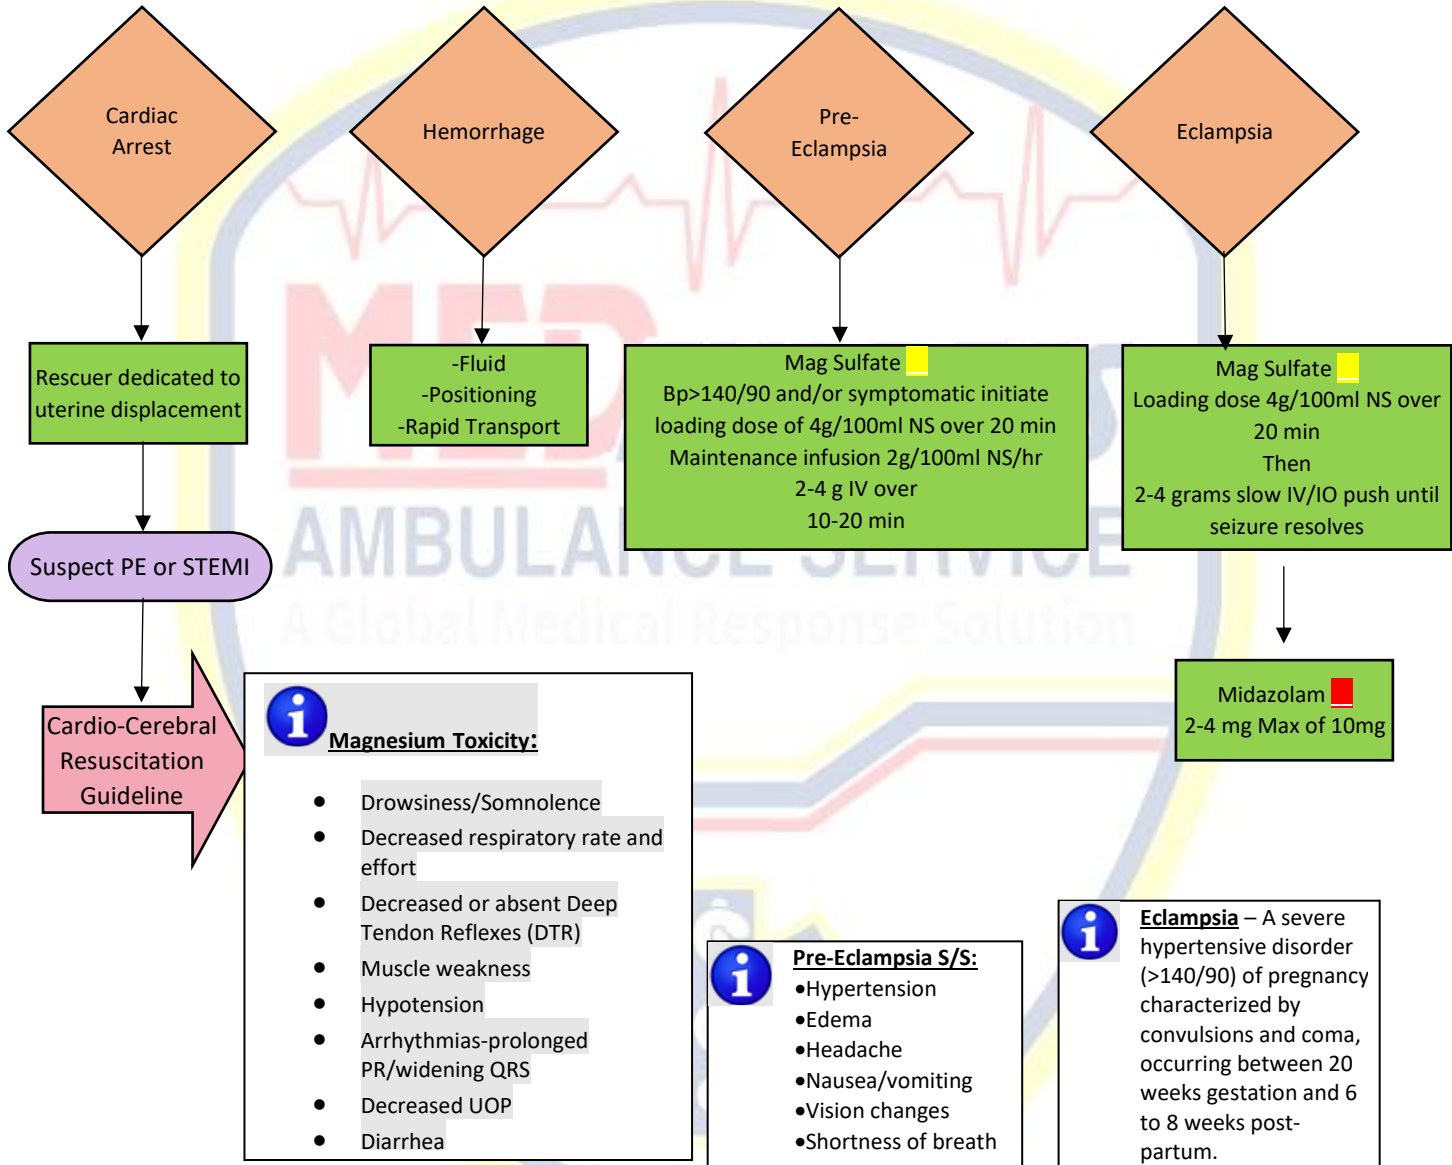 Cardiac
Arrest
Hemorrhage
Pre-
Eclampsia
Eclampsia
Rescuer dedicated to
uterine displacement
-Fluid
-Positioning
-Rapid Transport
Mag Sulfate
Bp>140/90 and/or symptomatic initiate
loading dose of 4g/100ml NS over 20 min
Maintenance infusion 2g/100ml NS/hr
2-4 g IV over
10-20 min
Mag Sulfate
Loading dose 4g/100ml NS over
20 min
Then
2-4 grams slow IV/IO push until
seizure resolves
Suspect PE or STEMI
Cardio-Cerebral
Resuscitation
Guideline
Midazolam
2-4 mg Max of 10mg
Magnesium Toxicity:
• Drowsiness/Somnolence
• Decreased respiratory rate and
effort
• Decreased or absent Deep
Tendon Reflexes (DTR)
• Muscle weakness
• Hypotension
• Arrhythmias-prolonged
PR/widening QRS
• Decreased UOP
• Diarrhea
Pre-Eclampsia S/S:
•Hypertension
•Edema
•Headache
•Nausea/vomiting
•Vision changes
•Shortness of breath
Eclampsia – A severe
hypertensive disorder
(>140/90) of pregnancy
characterized by
convulsions and coma,
occurring between 20
weeks gestation and 6
to 8 weeks post-
partum.
AMBULANCE SERVICE
A Global Medical Response Solution